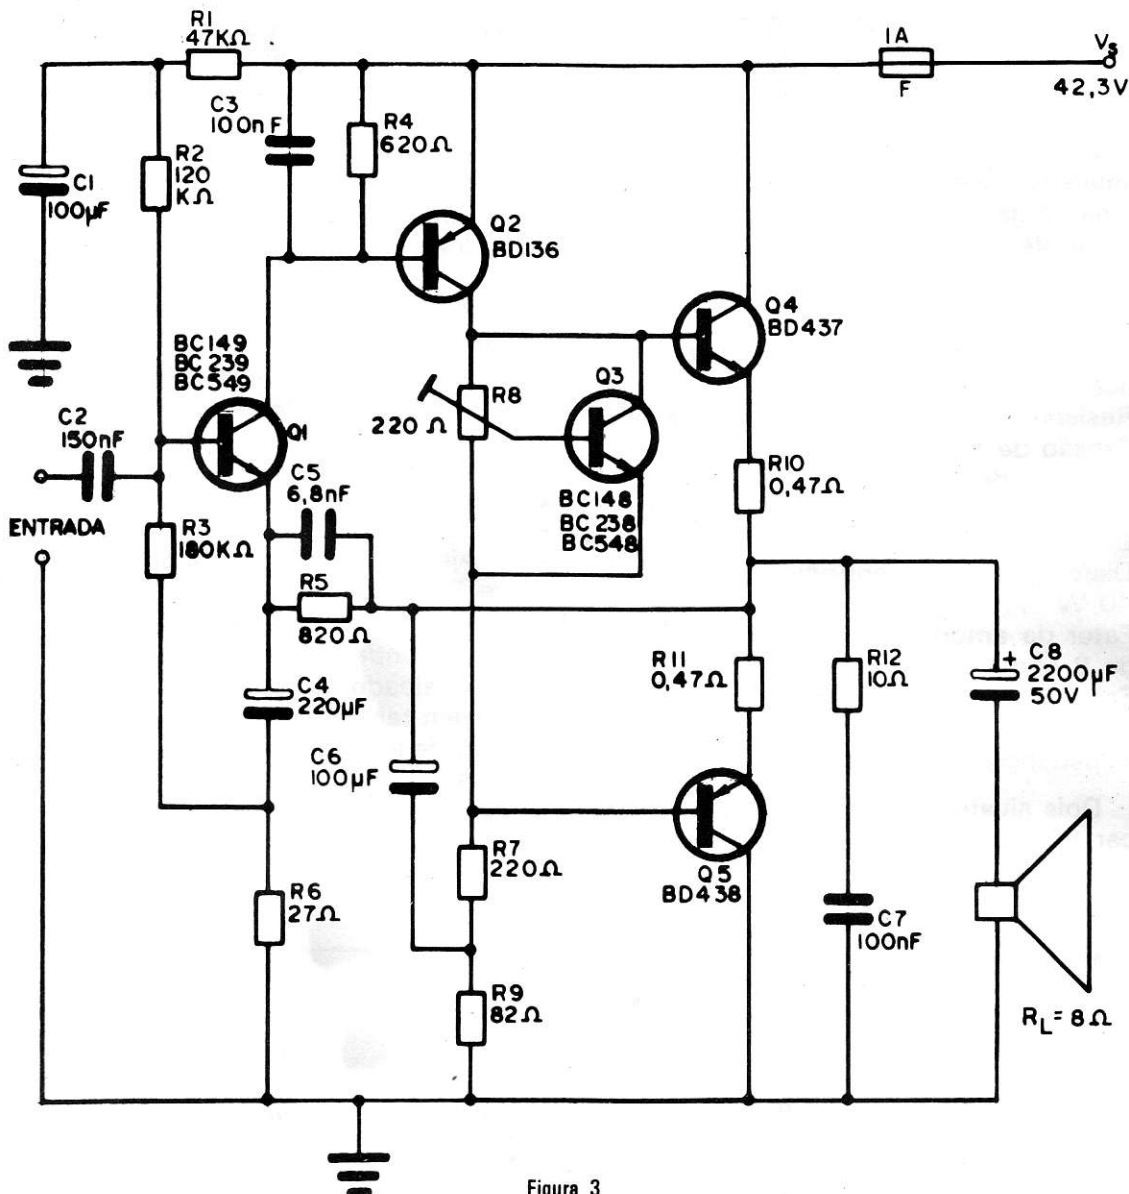 R1
47KΩ
1A
F
Vs
42,3V
C3
100nF
R4
620Ω
R2
120
KΩ
C1
100µF
Q2
BD136
Q4
BD437
BC149
BC239
BC549
Q1
Q3
R8
220Ω
C2
150nF
C5
6,8nF
R10
0,47Ω
BC148
BC238
BC548
ENTRADA
R3
180KΩ
R5
820Ω
R11
0,47Ω
R12
10Ω
+
C8
2200µF
50V
C4
220µF
C6
100µF
R7
220Ω
Q5
BD438
R6
27Ω
C7
100nF
R9
82Ω
RL=8Ω
Figura 3